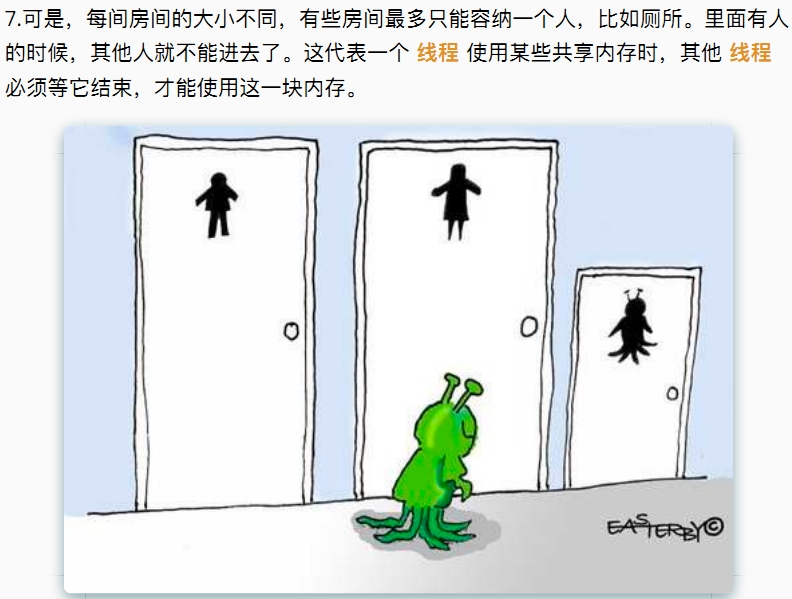 7.可是，每间房间的大小不同，有些房间最多只能容纳一个人，比如厕所。里面有人
的时候，其他人就不能进去了。这代表一个 线程 使用某些共享内存时，其他 线程
必须等它结束，才能使用这一块内存。
EASTERBY©